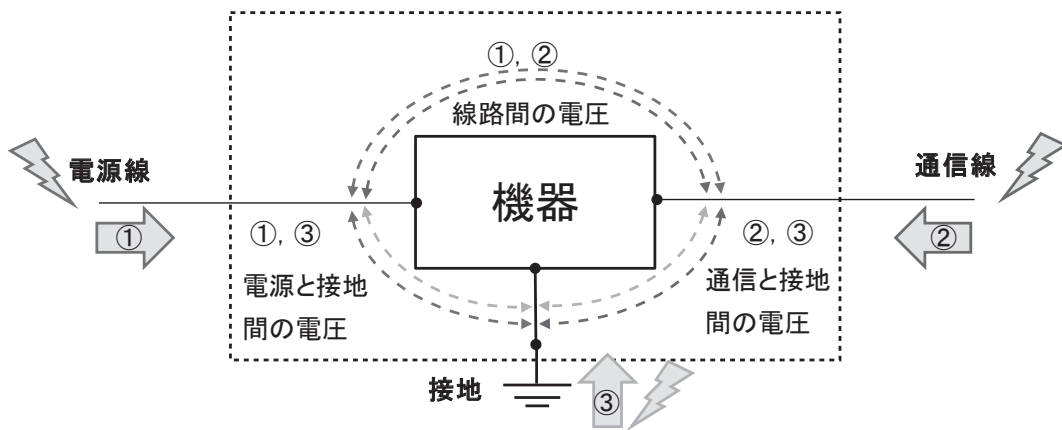 ①, ②
線路間の電圧
電源線
通信線
機器
①
①, ③
②, ③
②
電源と接地
間の電圧
通信と接地
間の電圧
接地
③